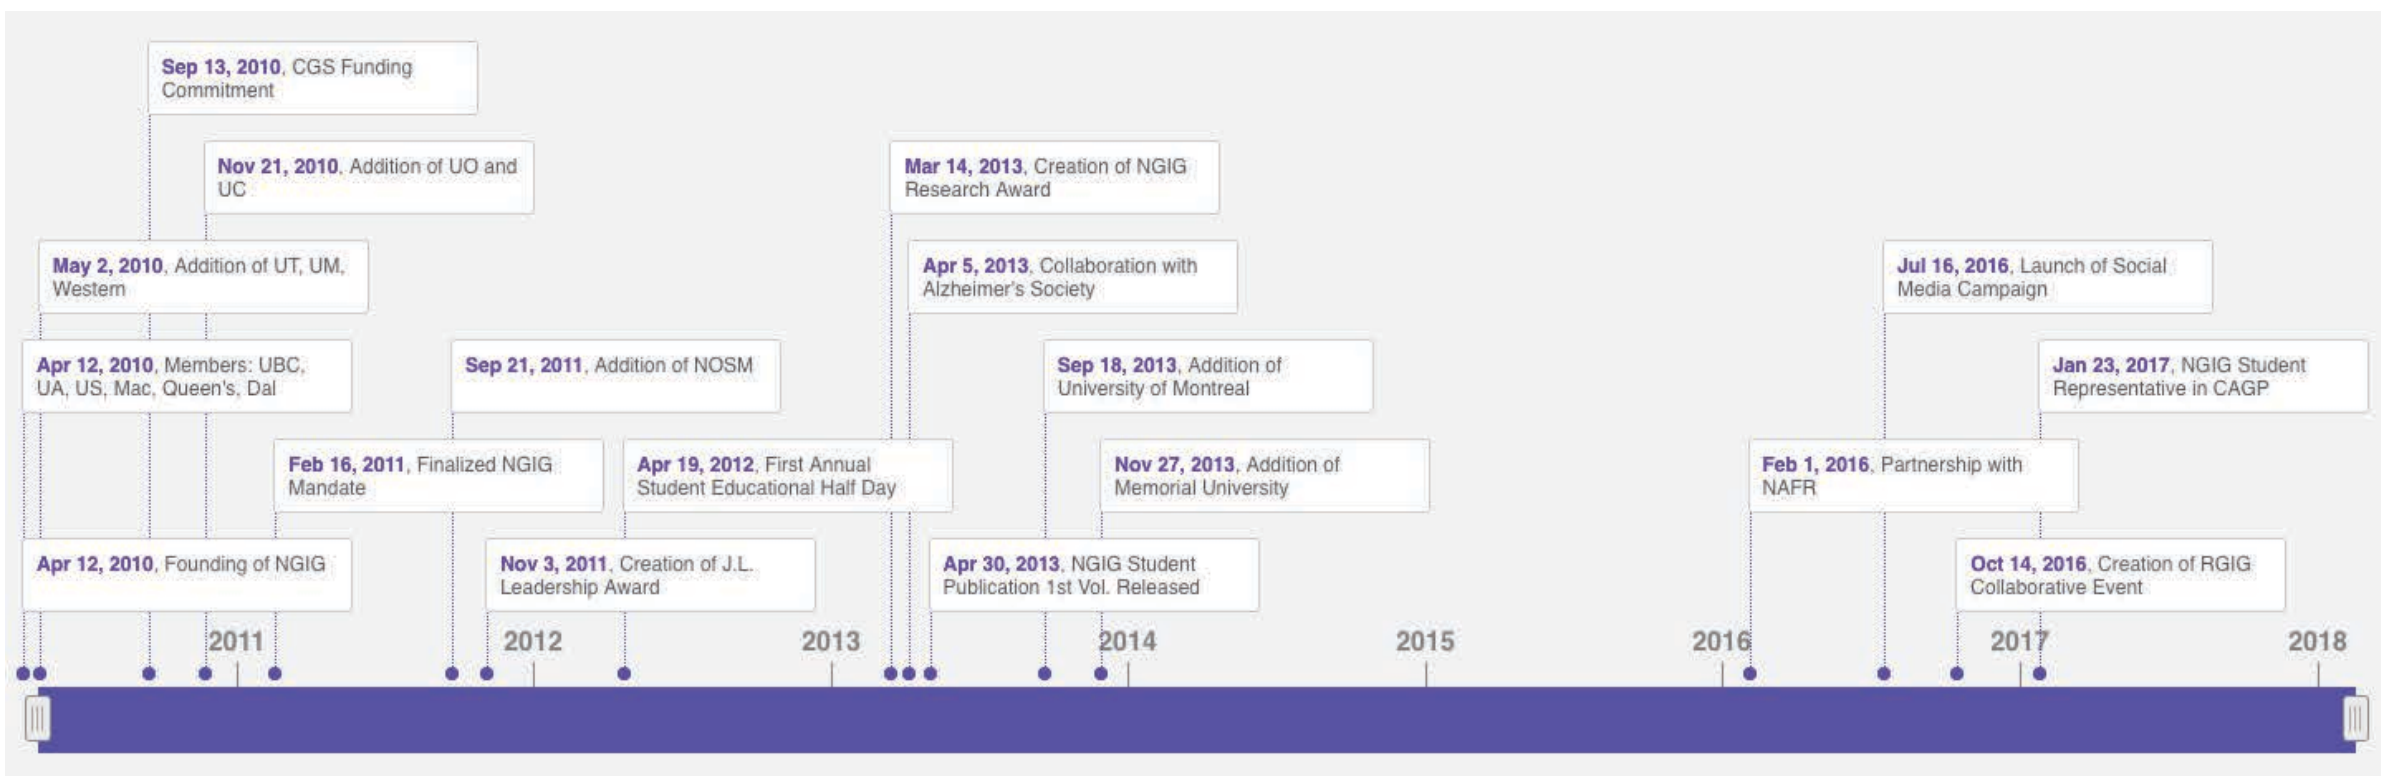 Sep 13, 2010, CGS Funding
Commitment
Nov 21, 2010, Addition of UO and
UC
Mar 14, 2013, Creation of NGIG
Research Award
May 2, 2010, Addition of UT, UM,
Western
Apr 5, 2013, Collaboration with
Alzheimer's Society
Jul 16, 2016, Launch of Social
Media Campaign
Apr 12, 2010, Members: UBC,
UA, US, Mac, Queen's, Dal
Sep 21, 2011, Addition of NOSM
Sep 18, 2013, Addition of
University of Montreal
Jan 23, 2017, NGIG Student
Representative in CAGP
Feb 16, 2011, Finalized NGIG
Mandate
Apr 19, 2012, First Annual
Student Educational Half Day
Nov 27, 2013, Addition of
Memorial University
Feb 1, 2016, Partnership with
NAFR
Apr 12, 2010, Founding of NGIG
Nov 3, 2011, Creation of J.L.
Leadership Award
Apr 30, 2013, NGIG Student
Publication 1st Vol. Released
Oct 14, 2016, Creation of RGIG
Collaborative Event
2011
2012
2013
2014
2015
2016
2017
2018